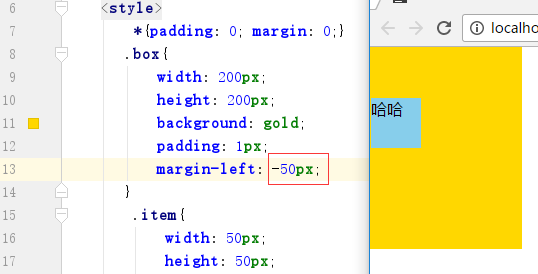 6 <style>
7 *{padding: 0; margin: 0;}
8 .box{
9 width: 200px;
10 height: 200px;
11 background: gold;
12 padding: 1px;
13 margin-left: -50px;
14 }
15 .item{
16 width: 50px;
17 height: 50px;
localho
哈哈